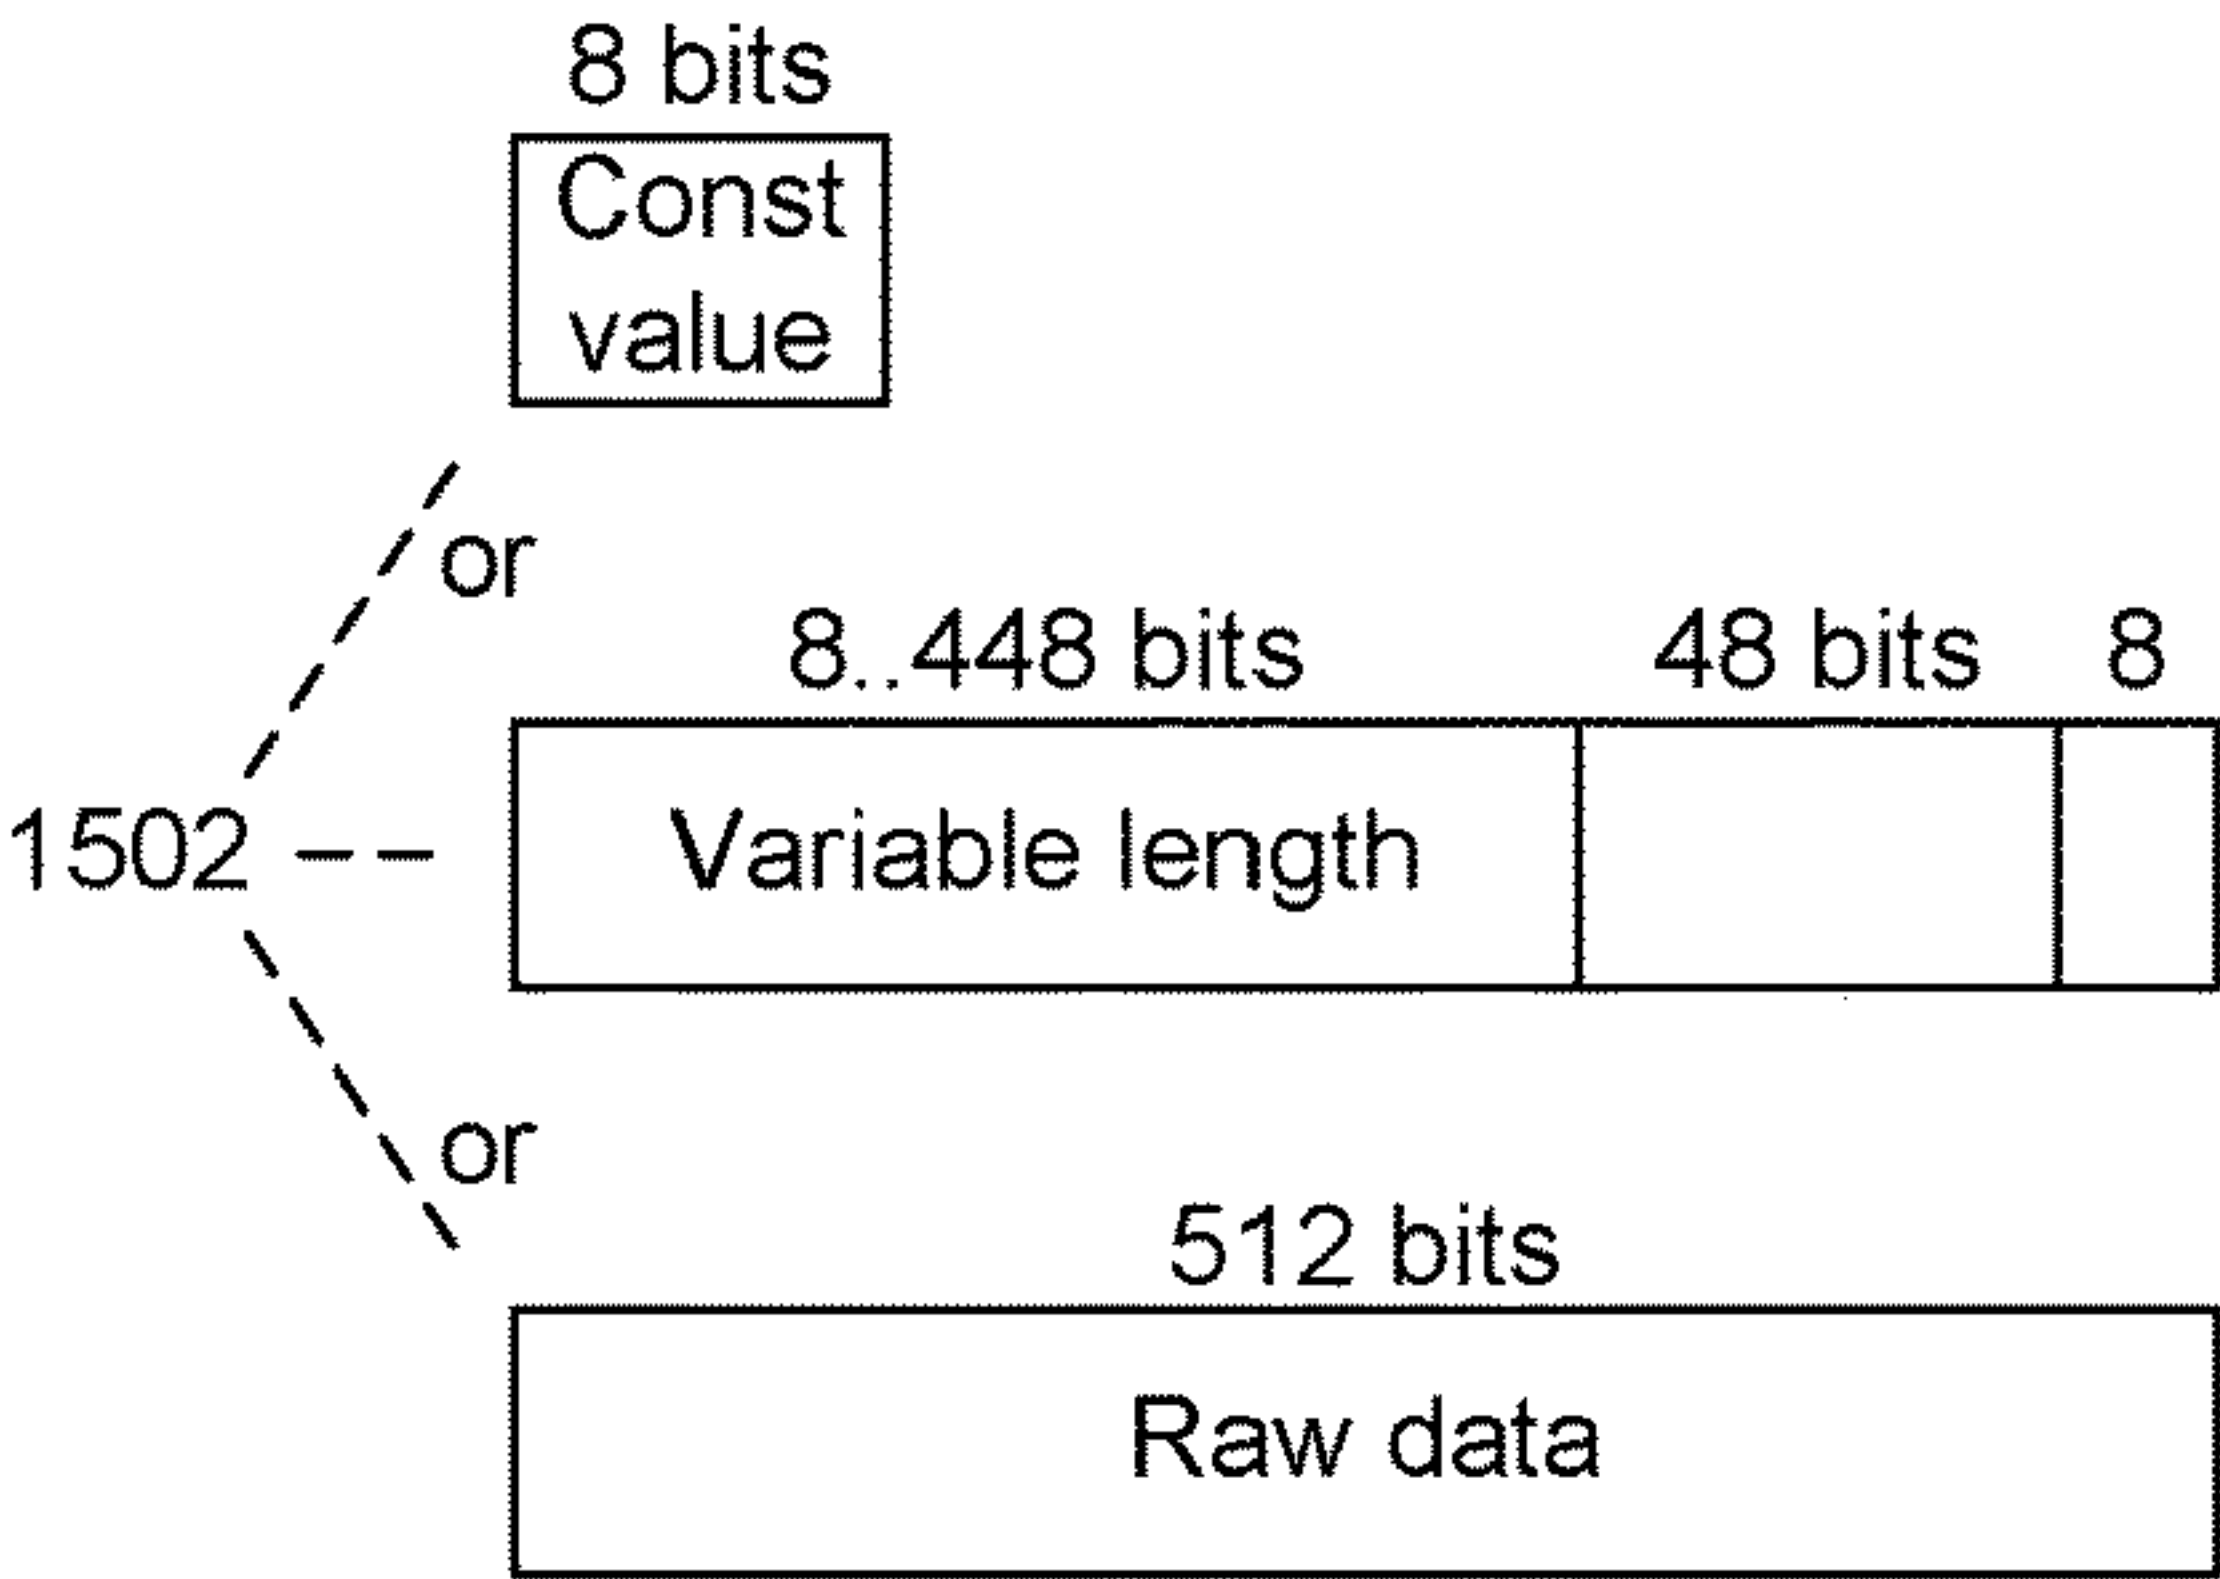 8 bits
Const
value
or
8..448 bits 48 bits 8
1502 Variable length
or
512 bits
Raw data